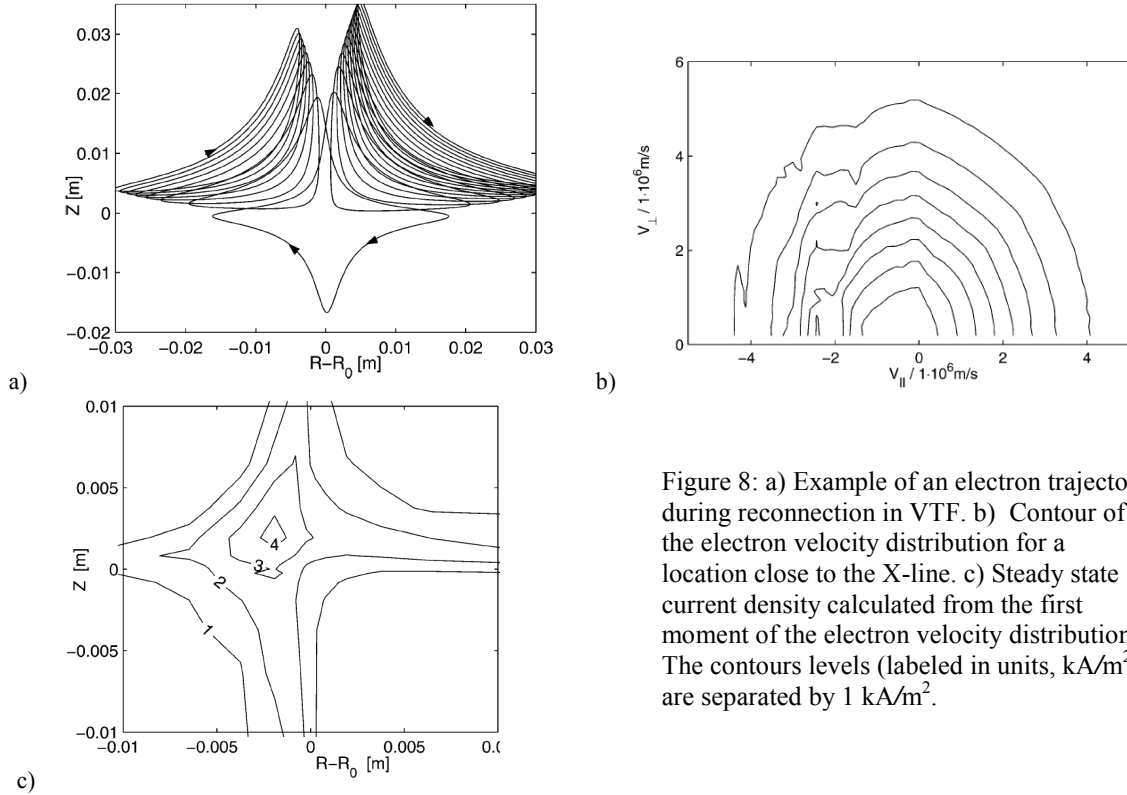 0.03
0.02
0.01
0
−0.01
−0.02
Z [m]
−0.03 −0.02 −0.01 0 0.01 0.02 0.03
R−R₀ [m]
a)
6
4
2
0
V⊥ / 1·10⁶m/s
−4 −2 0 2 4
V|| / 1·10⁶m/s
b)
0.01
0.005
0
−0.005
−0.01
Z [m]
4
3
2
1
−0.01 −0.005 0 0.005
R−R₀ [m]
c)
Figure 8: a) Example of an electron
during reconnection in VTF. b) Contour of
the electron velocity distribution for a
location close to the X-line. c) Steady state
current density calculated from the first
moment of the electron velocity distribution
The contours levels (labeled in units, kA/m²
are separated by 1 kA/m².